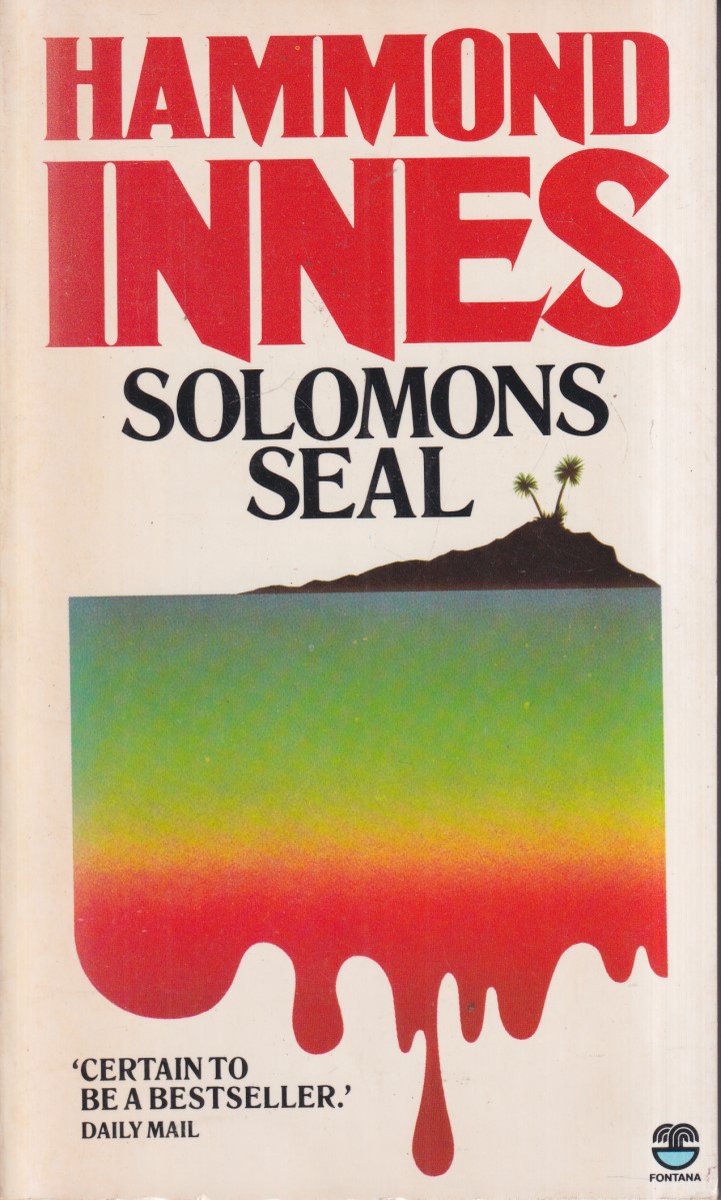 HAMMOND
INNES
SOLOMONS
SEAL
‘CERTAIN TO
BE A BESTSELLER.’
DAILY MAIL
FONTANA